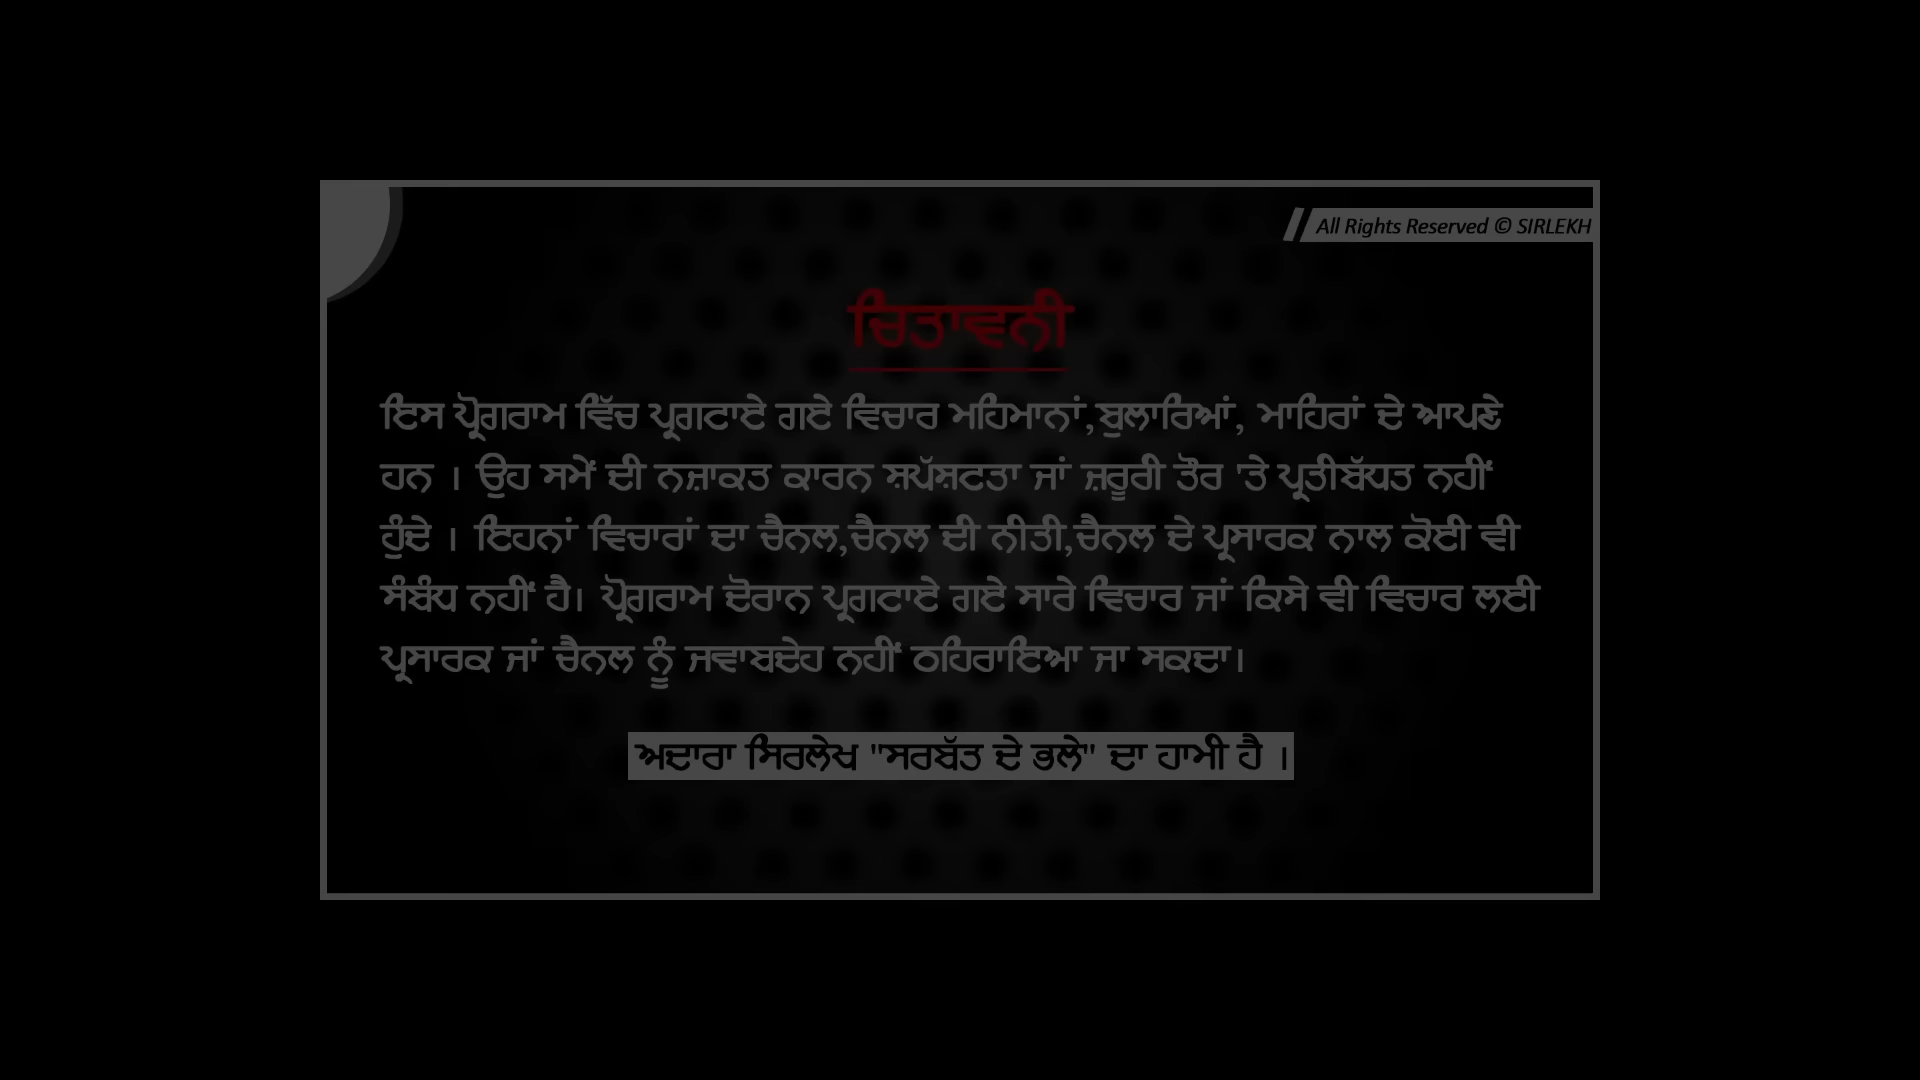 All Rights Reserved © SIRLEKH
ਚਿਤਾਵਨੀ
ਇਸ ਪ੍ਰੋਗਰਾਮ ਵਿੱਚ ਪ੍ਰਗਟਾਏ ਗਏ ਵਿਚਾਰ ਮਹਿਮਾਨਾਂ,ਬੁਲਾਰਿਆਂ, ਮਾਹਿਰਾਂ ਦੇ ਆਪਣੇ
ਹਨ । ਉਹ ਸਮੇਂ ਦੀ ਨਜ਼ਾਕਤ ਕਾਰਨ ਸ਼ਪੱਸ਼ਟਤਾ ਜਾਂ ਜ਼ਰੂਰੀ ਤੌਰ 'ਤੇ ਪ੍ਰਤੀਬੱਧਤ ਨਹੀਂ
ਹੁੰਦੇ । ਇਹਨਾਂ ਵਿਚਾਰਾਂ ਦਾ ਚੈਨਲ,ਚੈਨਲ ਦੀ ਨੀਤੀ,ਚੈਨਲ ਦੇ ਪ੍ਰਸਾਰਕ ਨਾਲ ਕੋਈ ਵੀ
ਸੰਬੰਧ ਨਹੀਂ ਹੈ। ਪ੍ਰੋਗਰਾਮ ਦੋਰਾਨ ਪ੍ਰਗਟਾਏ ਗਏ ਸਾਰੇ ਵਿਚਾਰ ਜਾਂ ਕਿਸੇ ਵੀ ਵਿਚਾਰ ਲਈ
ਪ੍ਰਸਾਰਕ ਜਾਂ ਚੈਨਲ ਨੂੰ ਜਵਾਬਦੇਹ ਨਹੀਂ ਠਹਿਰਾਇਆ ਜਾ ਸਕਦਾ।
ਅਦਾਰਾ ਸਿਰਲੇਖ "ਸਰਬੱਤ ਦੇ ਭਲੇ" ਦਾ ਹਾਮੀ ਹੈ ।